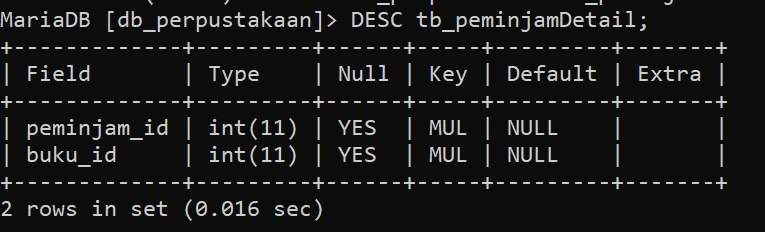 MariaDB [db_perpustakaan]> DESC tb_peminjamDetail;
+-------------+---------+------+-----+---------+-------+
| Field       | Type    | Null | Key | Default | Extra |
+-------------+---------+------+-----+---------+-------+
| peminjam_id | int(11) | YES  | MUL | NULL    |       |
| buku_id     | int(11) | YES  | MUL | NULL    |       |
+-------------+---------+------+-----+---------+-------+
2 rows in set (0.016 sec)